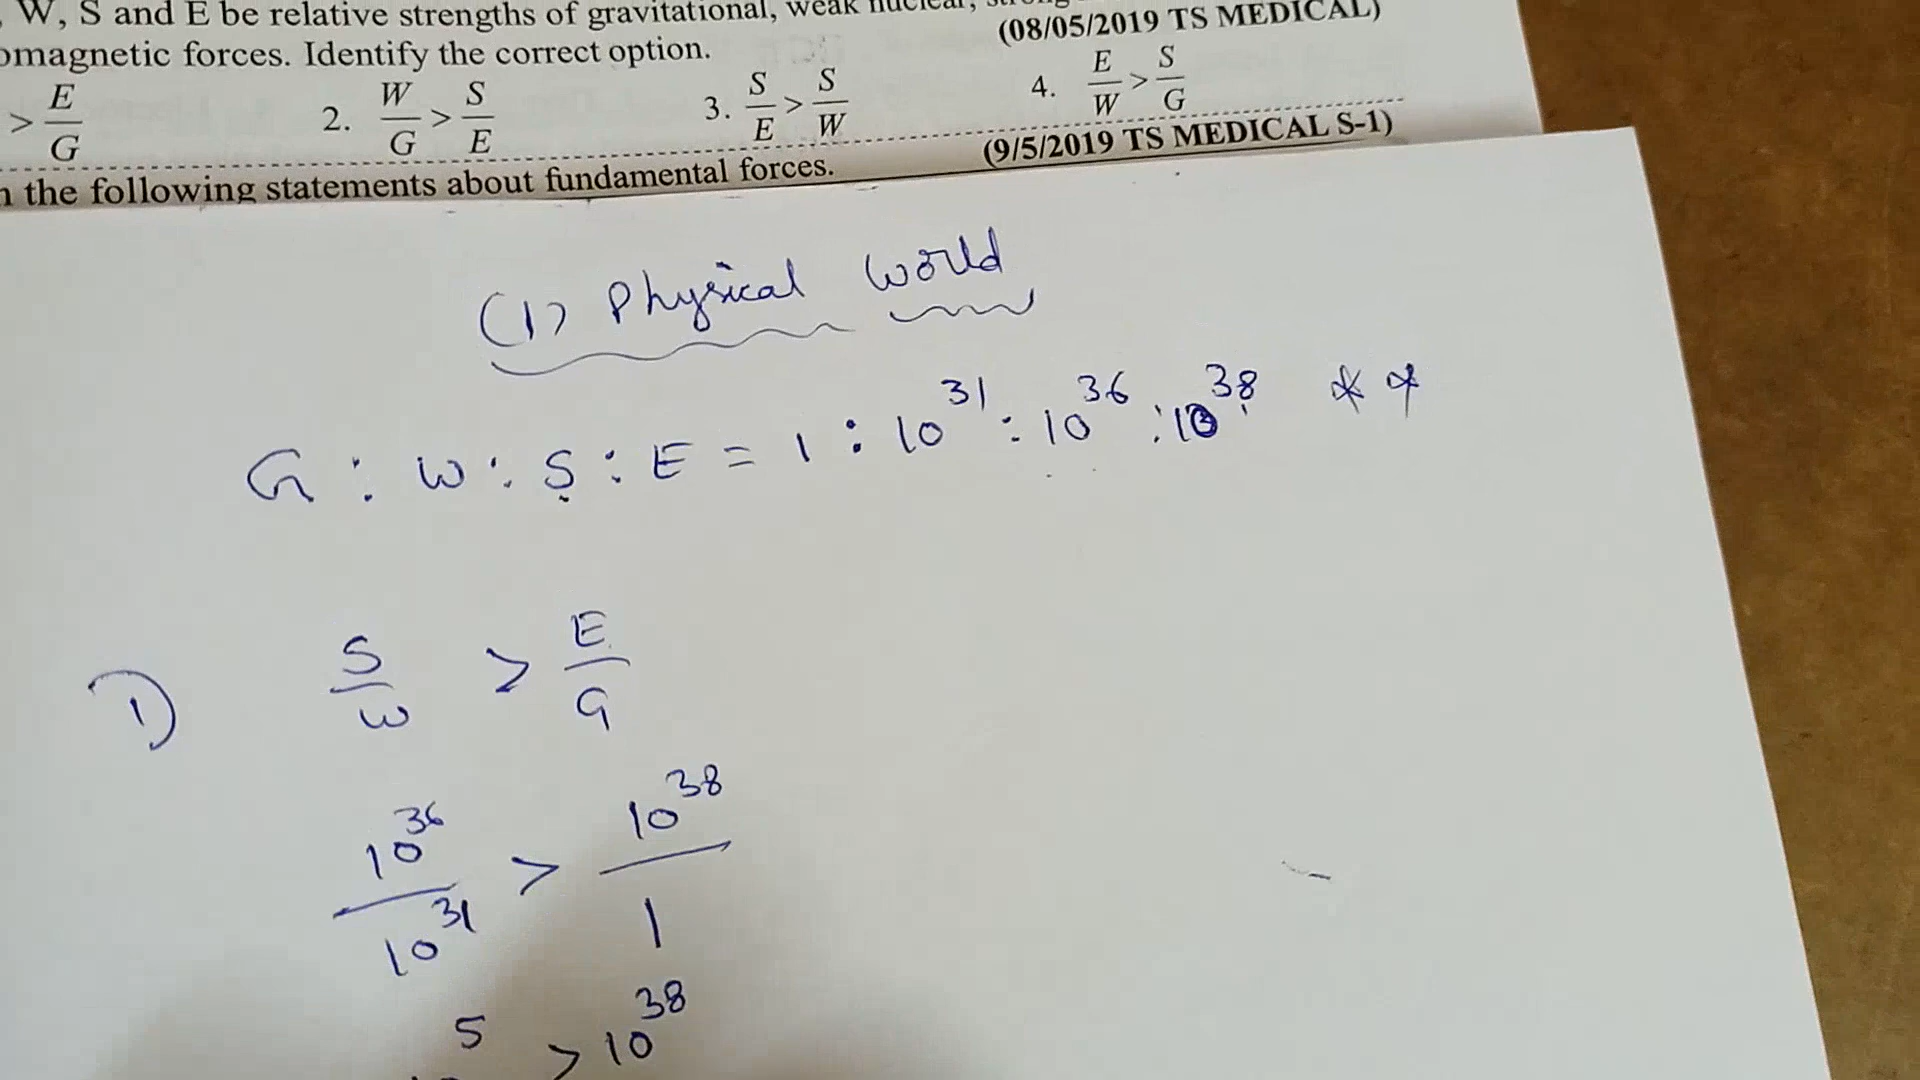 W, S and E be relative strengths of gravitational, weak nuclear,
(08/05/2019 TS MEDICAL)
omagnetic forces. Identify the correct option.
> E/G 2. W/G > S/E 3. S/E > S/W 4. E/W > S/G
(9/5/2019 TS MEDICAL S-1)
the following statements about fundamental forces.
(1) Physical World
G : W : S : E = 1 : 10^31 : 10^36 : 10^38 * *
1) S/W > E/G
10^36/10^31 > 10^38/1
5 > 10^38